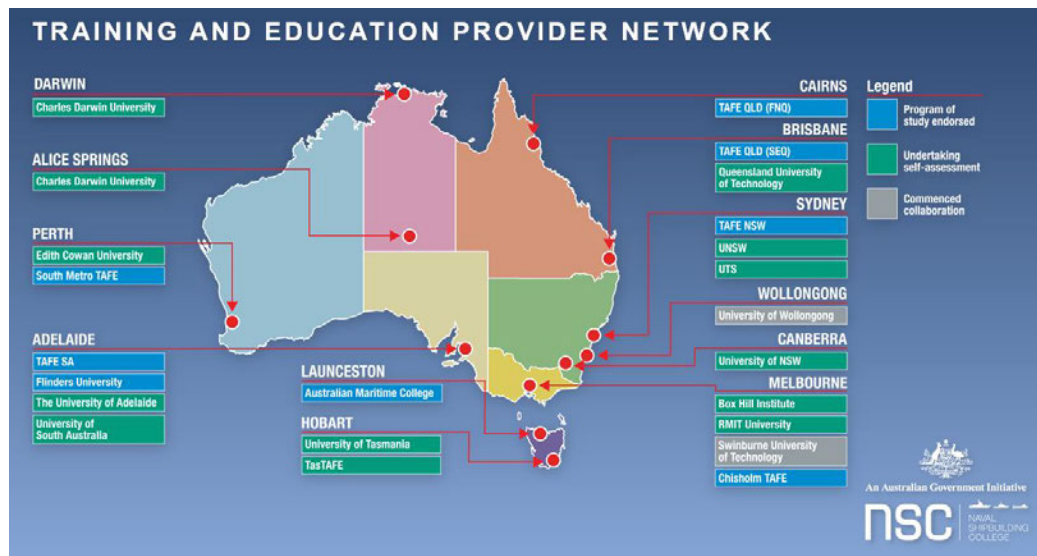 TRAINING AND EDUCATION PROVIDER NETWORK
DARWIN
Charles Darwin University
ALICE SPRINGS
Charles Darwin University
PERTH
Edith Cowan University
South Metro TAFE
ADELAIDE
TAFE SA
Flinders University
The University of Adelaide
University of
South Australia
LAUNCESTON
Australian Maritime College
HOBART
University of Tasmania
TasTAFE
CAIRNS
TAFE QLD (FNQ)
BRISBANE
TAFE QLD (SEQ)
Queensland University
of Technology
SYDNEY
TAFE NSW
UNSW
UTS
WOLLONGONG
University of Wollongong
CANBERRA
University of NSW
MELBOURNE
Box Hill Institute
RMIT University
Swinburne University
of Technology
Chisholm TAFE
Legend
Program of
study endorsed
Undertaking
self-assessment
Commenced
collaboration
An Australian Government Initiative
nsc
NAVAL
SHIPBUILDING
COLLEGE